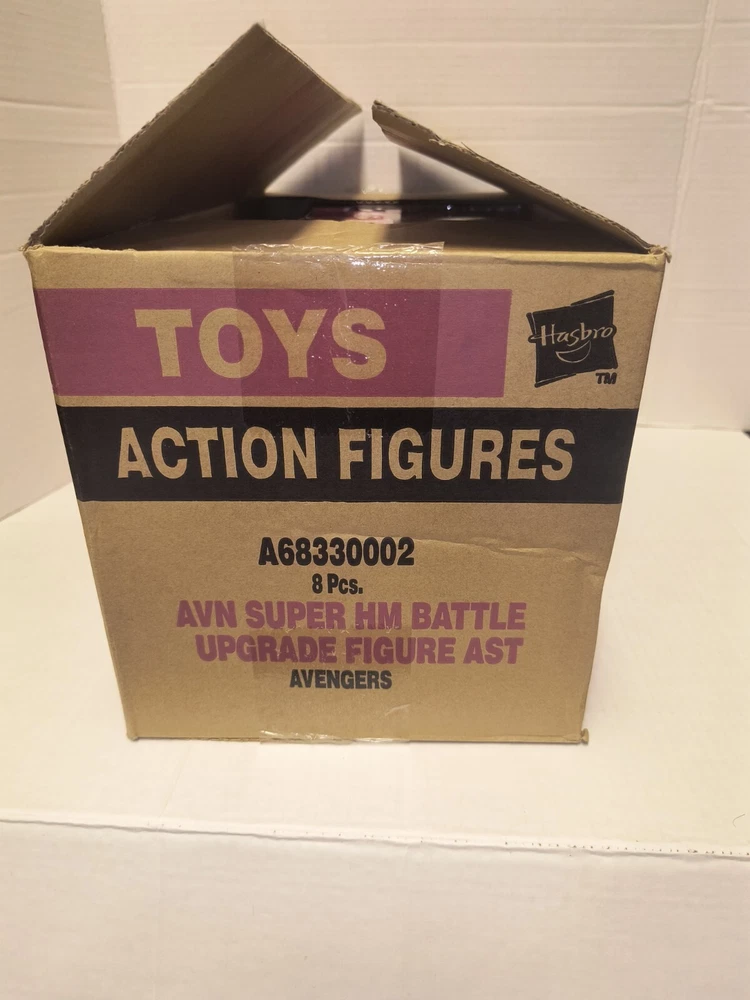 TOYS
Hasbro
TM
ACTION FIGURES
A68330002
8 Pcs.
AVN SUPER HM BATTLE
UPGRADE FIGURE AST
AVENGERS